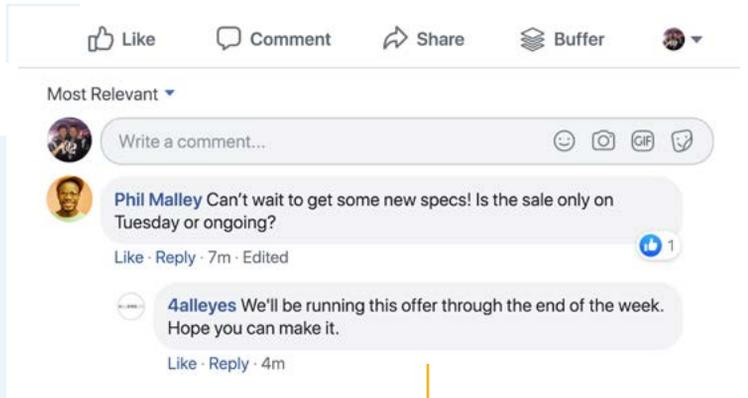 Like Comment Share Buffer
Most Relevant
Write a comment... GIF
Phil Malley Can't wait to get some new specs! Is the sale only on
Tuesday or ongoing?
1
Like · Reply · 7m · Edited
4alleyes We'll be running this offer through the end of the week.
Hope you can make it.
Like · Reply · 4m